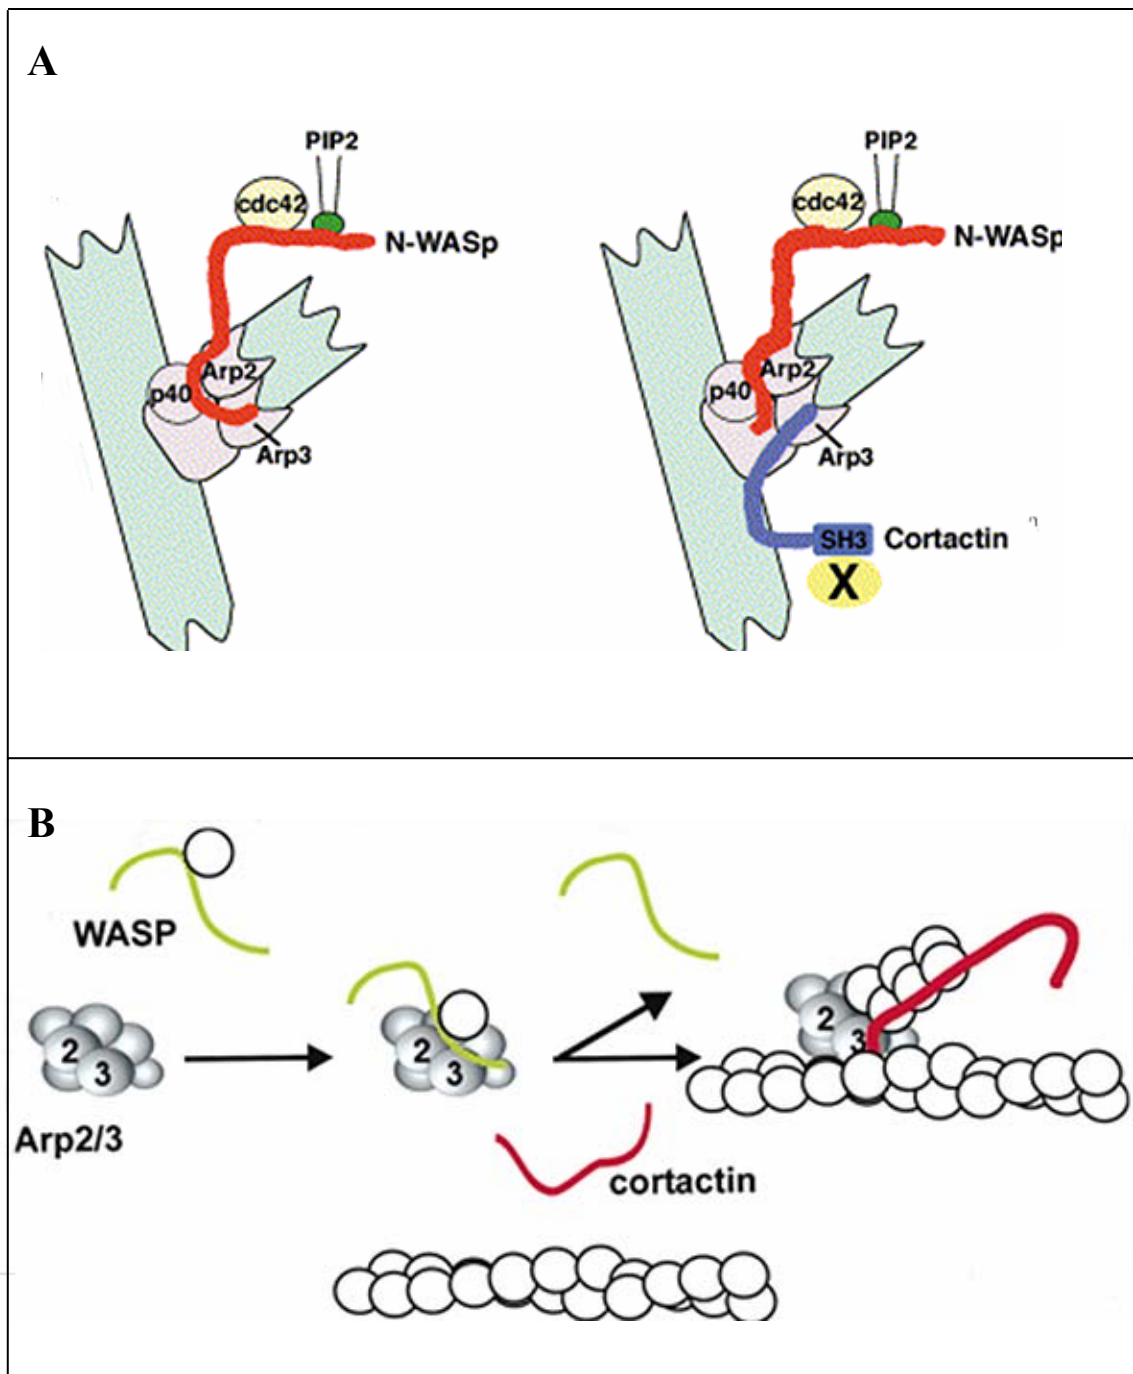 A
PIP2
cdc42
N-WASp
Arp2
p40
Arp3
PIP2
cdc42
N-WASp
Arp2
p40
Arp3
SH3 Cortactin
X
B
WASP
2
3
Arp2/3
2
3
cortactin
2
3